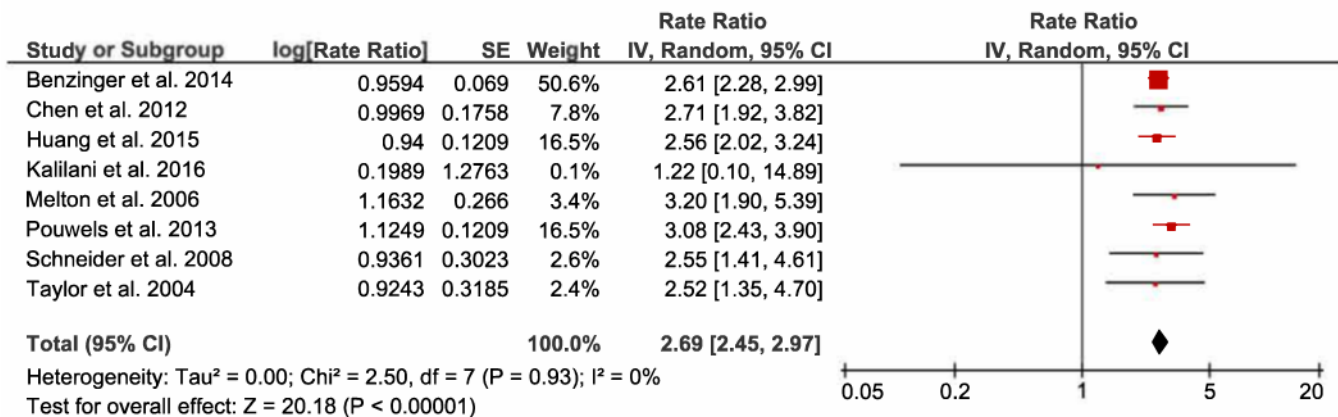 Rate Ratio Rate Ratio
Study or Subgroup log[Rate Ratio] SE Weight IV, Random, 95% CI IV, Random, 95% CI
Benzinger et al. 2014 0.9594 0.069 50.6% 2.61 [2.28, 2.99]
Chen et al. 2012 0.9969 0.1758 7.8% 2.71 [1.92, 3.82]
Huang et al. 2015 0.94 0.1209 16.5% 2.56 [2.02, 3.24]
Kalilani et al. 2016 0.1989 1.2763 0.1% 1.22 [0.10, 14.89]
Melton et al. 2006 1.1632 0.266 3.4% 3.20 [1.90, 5.39]
Pouwels et al. 2013 1.1249 0.1209 16.5% 3.08 [2.43, 3.90]
Schneider et al. 2008 0.9361 0.3023 2.6% 2.55 [1.41, 4.61]
Taylor et al. 2004 0.9243 0.3185 2.4% 2.52 [1.35, 4.70]
Total (95% CI) 100.0% 2.69 [2.45, 2.97]
Heterogeneity: Tau² = 0.00; Chi² = 2.50, df = 7 (P = 0.93); I² = 0%
Test for overall effect: Z = 20.18 (P < 0.00001)
0.05 0.2 1 5 20